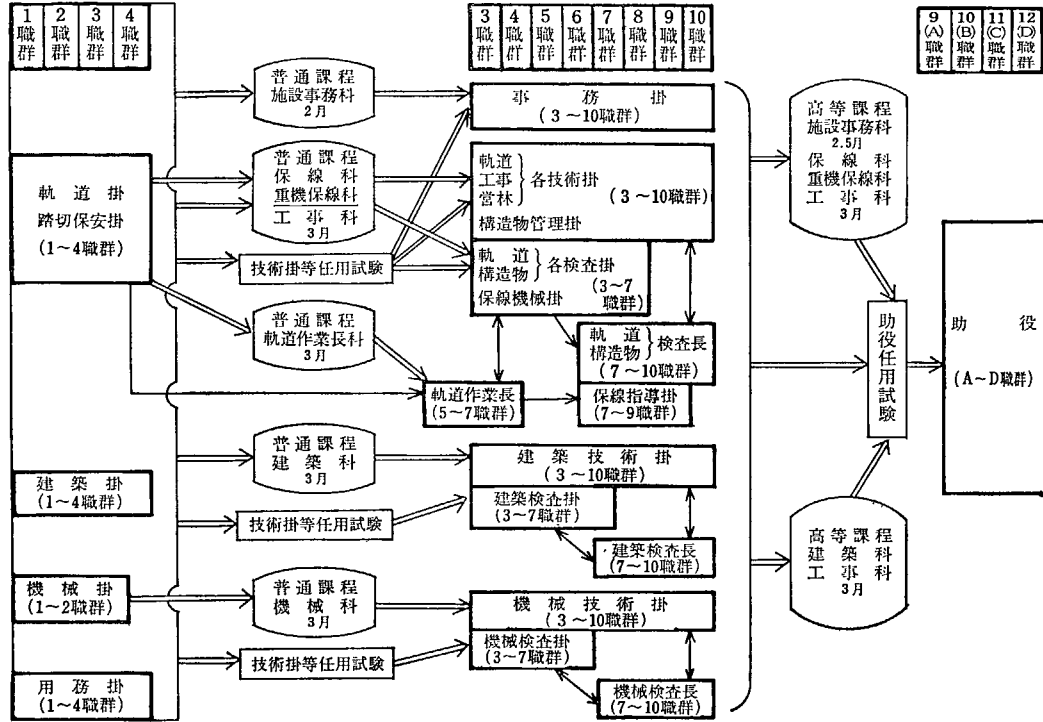 1職群
2職群
3職群
4職群
3職群
4職群
5職群
6職群
7職群
8職群
9職群
10職群
9(A)職群
10(B)職群
11(C)職群
12(D)職群
軌道掛
踏切保安掛
(1~4職群)
建築掛
(1~4職群)
機械掛
(1~2職群)
用務掛
(1~4職群)
普通課程
施設事務科
2月
普通課程
保線科
重機保線科
工事科
3月
技術掛等任用試験
普通課程
軌道作業長科
3月
普通課程
建築科
3月
技術掛等任用試験
普通課程
機械科
3月
技術掛等任用試験
事務掛
(3~10職群)
軌道
工事
営林
各技術掛
(3~10職群)
構造物管理掛
軌道
構造物
各検査掛
(3~7職群)
保線機械掛
軌道
構造物
検査長
(7~10職群)
軌道作業長
(5~7職群)
保線指導掛
(7~9職群)
建築技術掛
(3~10職群)
建築検査掛
(3~7職群)
建築検査長
(7~10職群)
機械技術掛
(3~10職群)
機械検査掛
(3~7職群)
機械検査長
(7~10職群)
高等課程
施設事務科
2.5月
保線科
重機保線科
工事科
3月
助役任用試験
高等課程
建築科
工事科
3月
助役
(A~D職群)